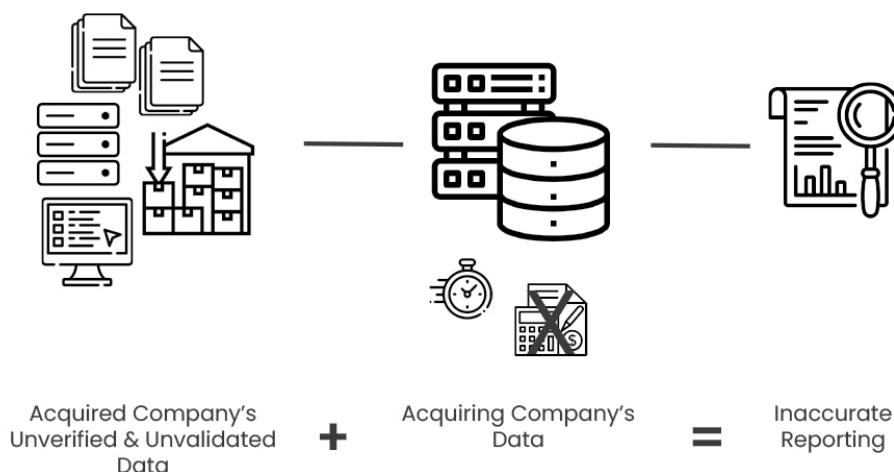 Acquired Company's
Unverified & Unvalidated
Data
+
Acquiring Company's
Data
=
Inaccurate
Reporting